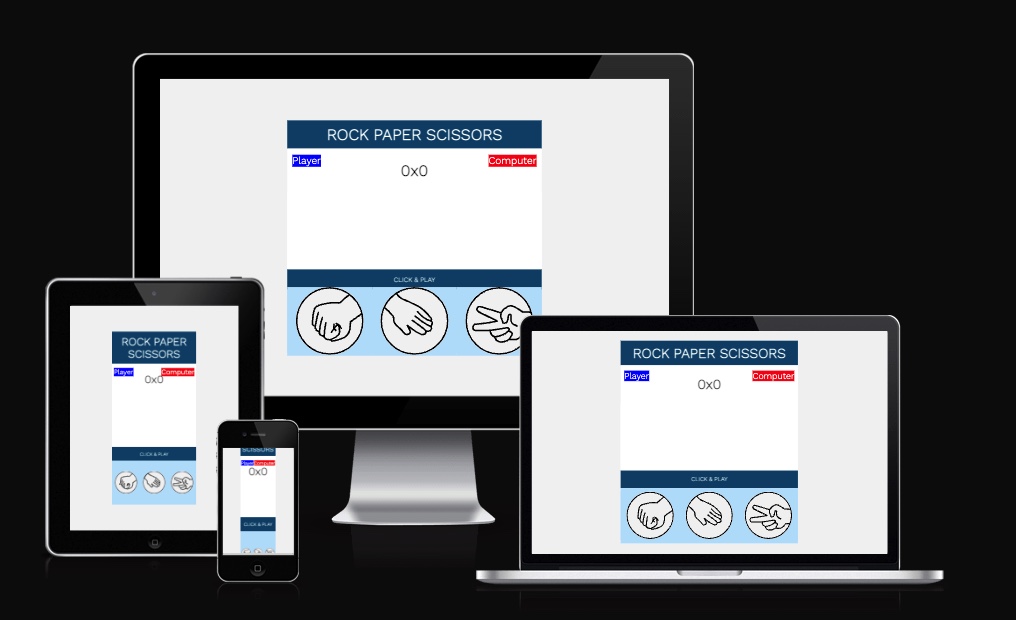 ROCK PAPER SCISSORS
Player
Computer
0x0
CLICK & PLAY
ROCK PAPER
SCISSORS
Player
Computer
0x0
CLICK & PLAY
SCISSORS
Player
Computer
0x0
CLICK & PLAY
ROCK PAPER SCISSORS
Player
Computer
0x0
CLICK & PLAY